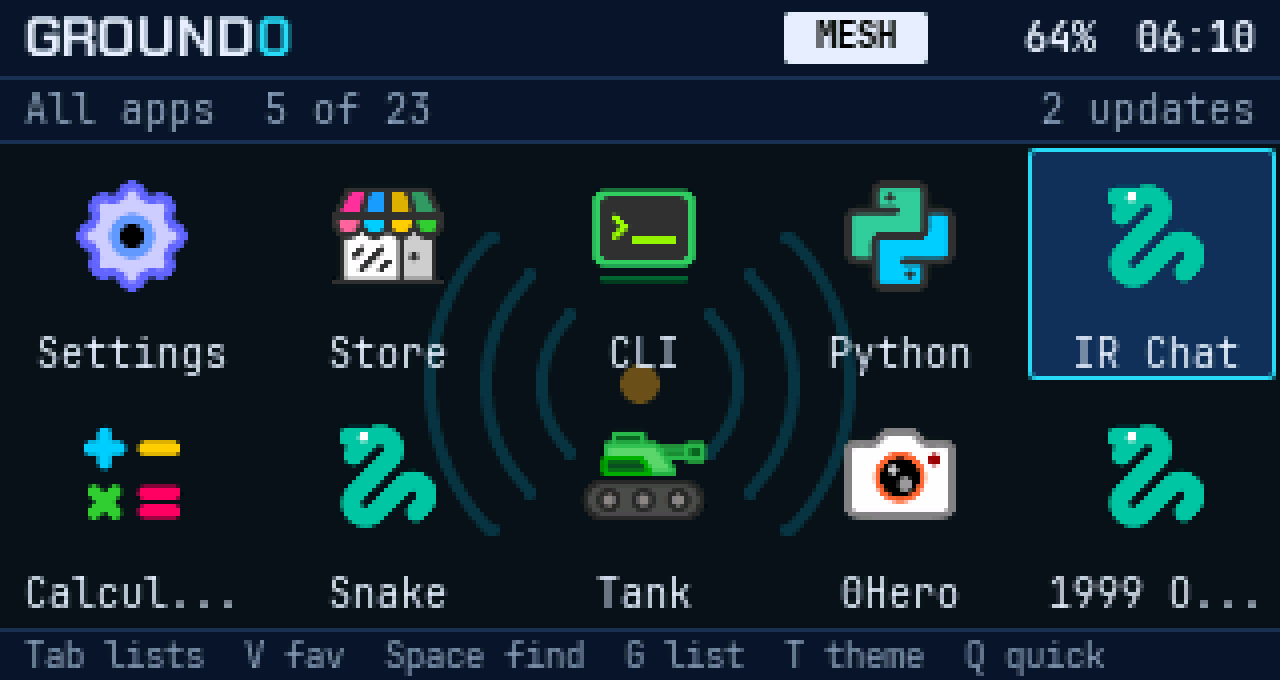 GROUND0 MESH 64% 06:10
All apps 5 of 23 2 updates
Settings Store CLI Python IR Chat
Calcul... Snake Tank 0Hero 1999 O...
Tab lists V fav Space find G list T theme Q quick